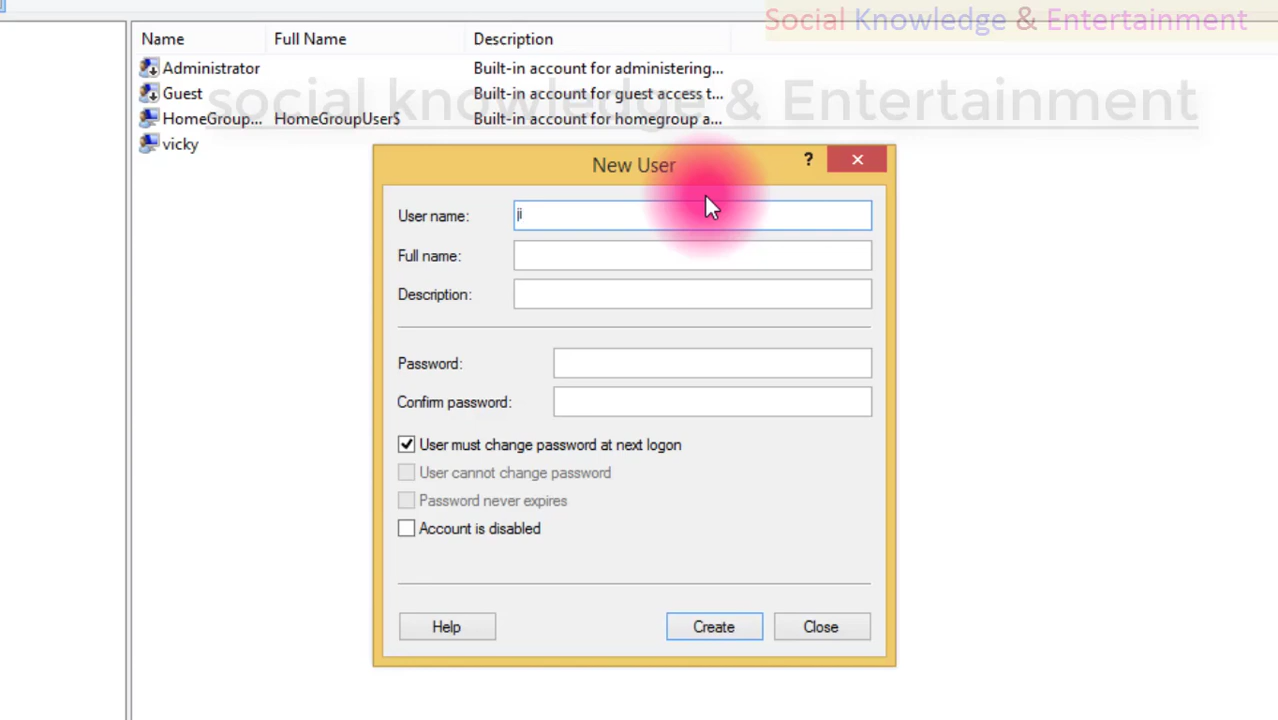 Social Knowledge & Entertainment
Name Full Name Description
Administrator Built-in account for administering...
social knowledge & Entertainment
Guest Built-in account for guest access t...
HomeGroup... HomeGroupUser$ Built-in account for homegroup a...
vicky
New User ?
User name: ji
Full name:
Description:
Password:
Confirm password:
User must change password at next logon
User cannot change password
Password never expires
Account is disabled
Help Create Close